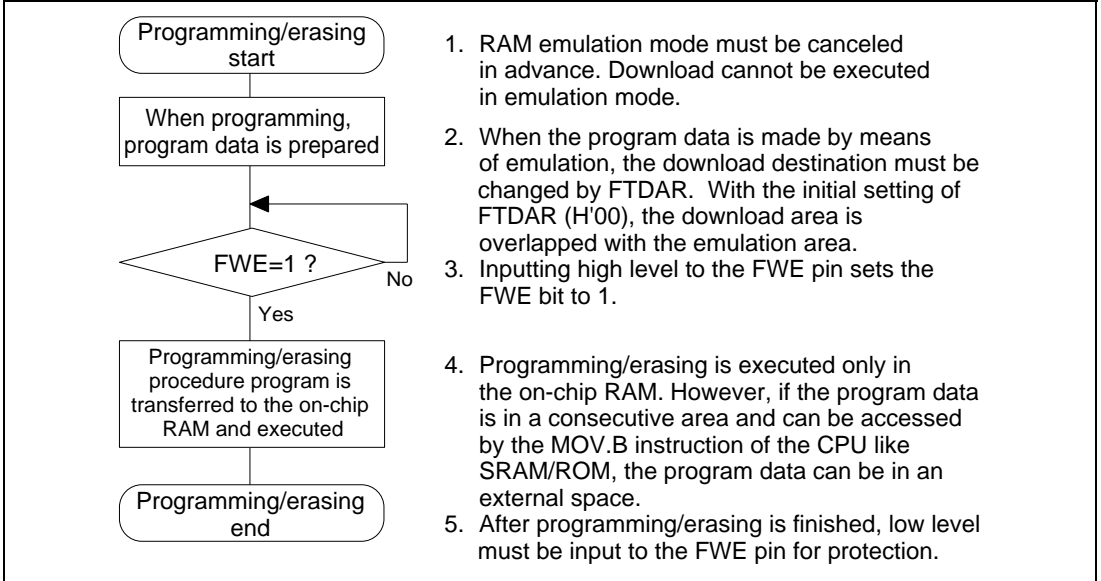 Programming/erasing
start
When programming,
program data is prepared
FWE=1 ?
No
Yes
Programming/erasing
procedure program is
transferred to the on-chip
RAM and executed
Programming/erasing
end
1. RAM emulation mode must be canceled
in advance. Download cannot be executed
in emulation mode.
2. When the program data is made by means
of emulation, the download destination must be
changed by FTDAR. With the initial setting of
FTDAR (H'00), the download area is
overlapped with the emulation area.
3. Inputting high level to the FWE pin sets the
FWE bit to 1.
4. Programming/erasing is executed only in
the on-chip RAM. However, if the program data
is in a consecutive area and can be accessed
by the MOV.B instruction of the CPU like
SRAM/ROM, the program data can be in an
external space.
5. After programming/erasing is finished, low level
must be input to the FWE pin for protection.